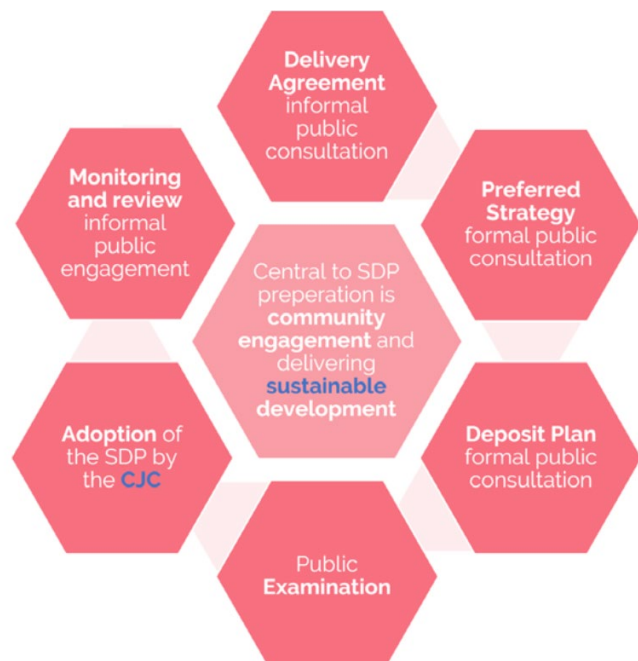 Delivery
Agreement
informal
public
consultation
Preferred
Strategy
formal public
consultation
Deposit Plan
formal public
consultation
Public
Examination
Adoption of
the SDP by
the CJC
Monitoring
and review
informal
public
engagement
Central to SDP
preperation is
community
engagement and
delivering
sustainable
development